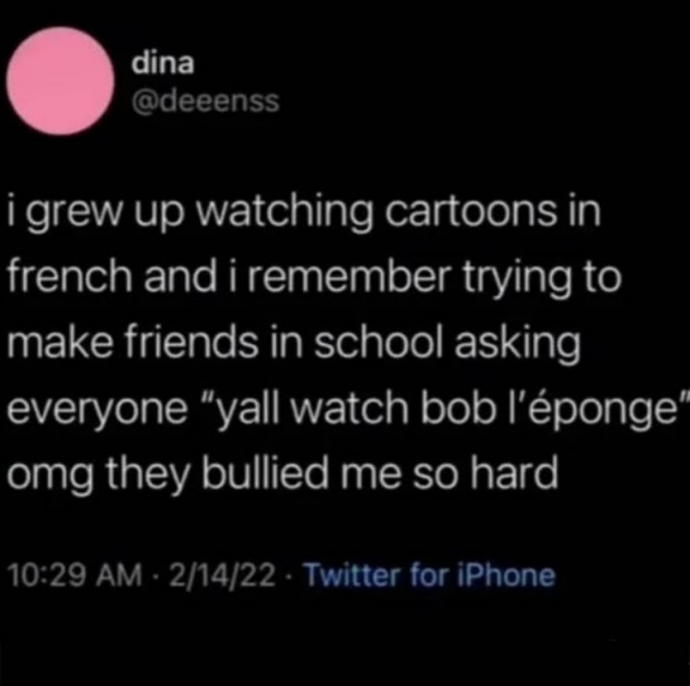 dina
@deeenss
i grew up watching cartoons in
french and i remember trying to
make friends in school asking
everyone "yall watch bob l'éponge"
omg they bullied me so hard
10:29 AM · 2/14/22 · Twitter for iPhone